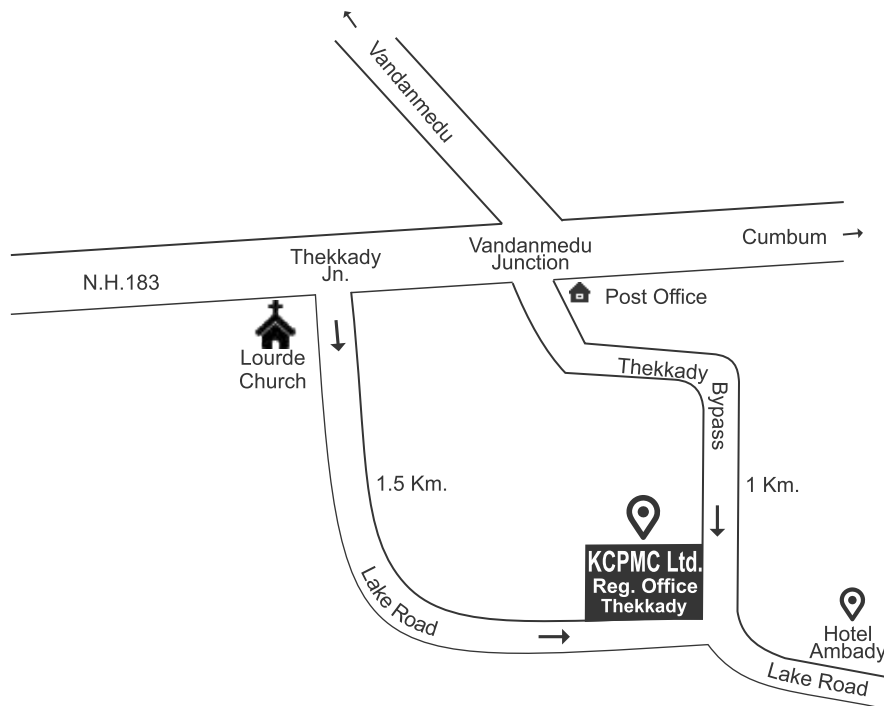 Vandanmedu
Cumbum
Vandanmedu
Junction
Thekkady
Jn.
N.H.183
Post Office
Lourde
Church
Thekkady
Bypass
1.5 Km.
1 Km.
KCPMC Ltd.
Reg. Office
Thekkady
Lake Road
Hotel
Ambady
Lake Road